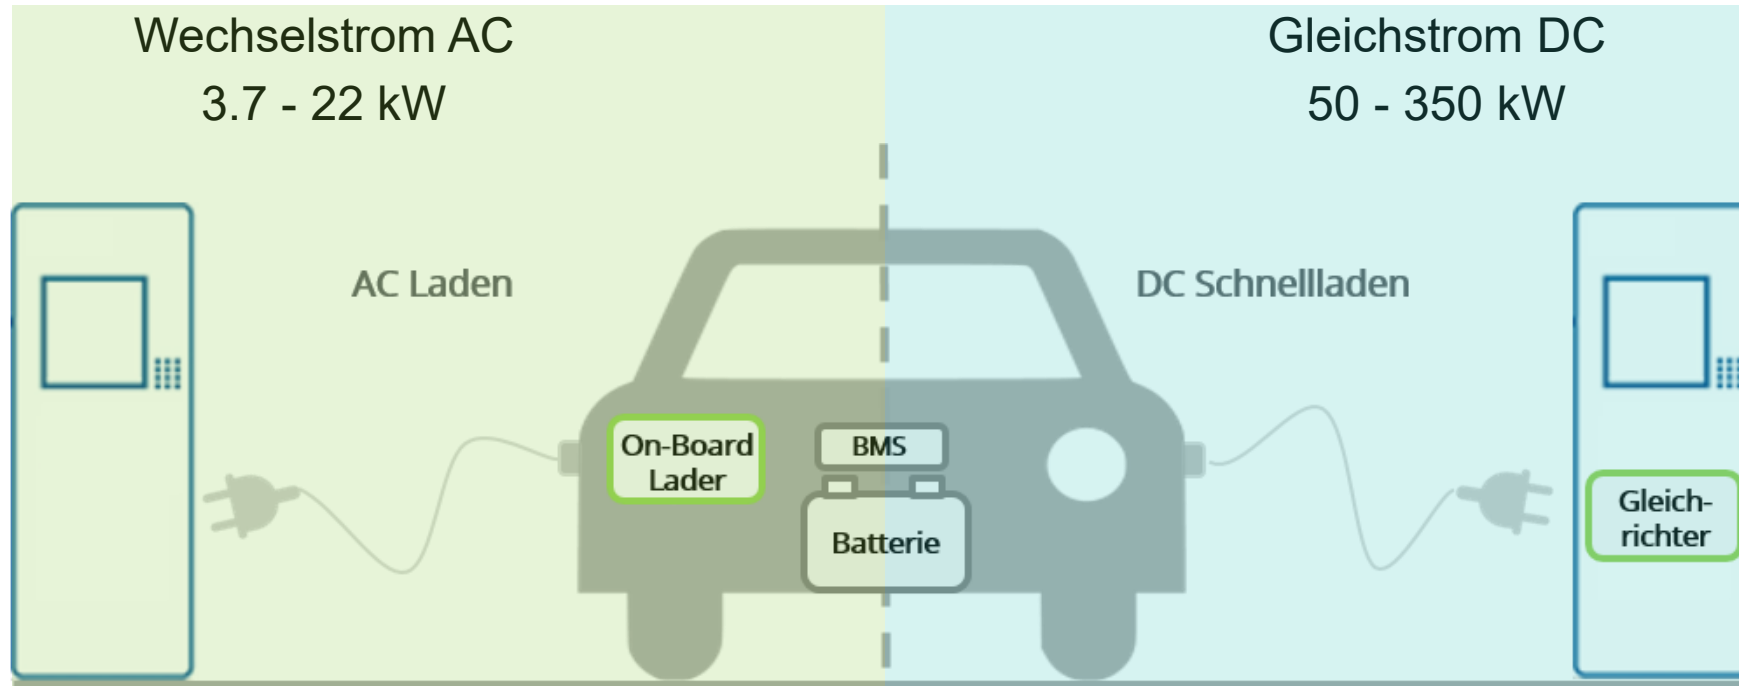 Wechselstrom AC
3.7 - 22 kW
Gleichstrom DC
50 - 350 kW
AC Laden
DC Schnellladen
On-Board
Lader
BMS
Batterie
Gleich-
richter